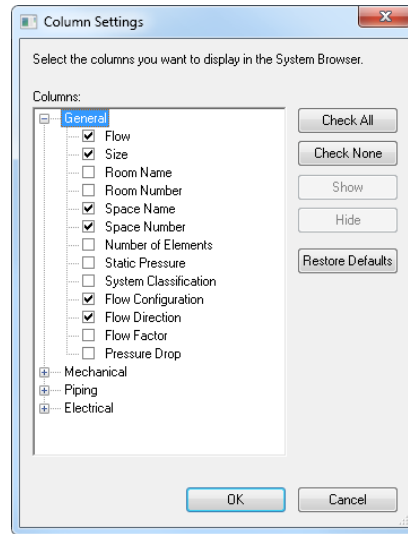 Column Settings
Select the columns you want to display in the System Browser.
Columns:
General
Flow
Size
Room Name
Room Number
Space Name
Space Number
Number of Elements
Static Pressure
System Classification
Flow Configuration
Flow Direction
Flow Factor
Pressure Drop
Mechanical
Piping
Electrical
Check All
Check None
Show
Hide
Restore Defaults
OK
Cancel